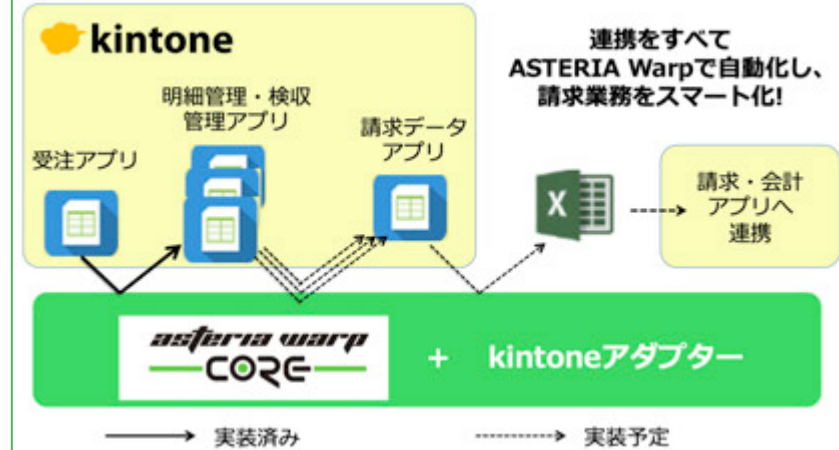 kintone
連携をすべて
ASTERIA Warpで自動化し、
請求業務をスマート化!
明細管理・検収
管理アプリ
請求データ
アプリ
受注アプリ
X
請求・会計
アプリへ
連携
asteria warp
CORE
+
kintoneアダプター
実装済み
実装予定